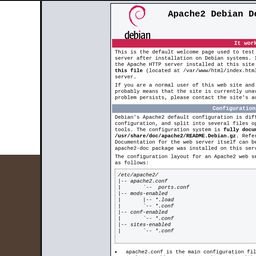 Apache2 Debian De
debian
It work
This is the default welcome page used to test
server after installation on Debian systems. I
the Apache HTTP server installed at this site
this file (located at /var/www/html/index.html
server.
If you are a normal user of this web site and
probably means that the site is currently unav
problem persists, please contact the site's a
Configuration
Debian's Apache2 default configuration is diff
configuration, and split into several files op
tools. The configuration system is fully docum
/usr/share/doc/apache2/README.Debian.gz. Refer
Documentation for the web server itself can be
apache2-doc package was installed on this serv
The configuration layout for an Apache2 web se
as follows:
/etc/apache2/
|-- apache2.conf
| `-- ports.conf
|-- mods-enabled
| |-- *.load
| `-- *.conf
|-- conf-enabled
| `-- *.conf
|-- sites-enabled
| `-- *.conf
• apache2.conf is the main configuration fil